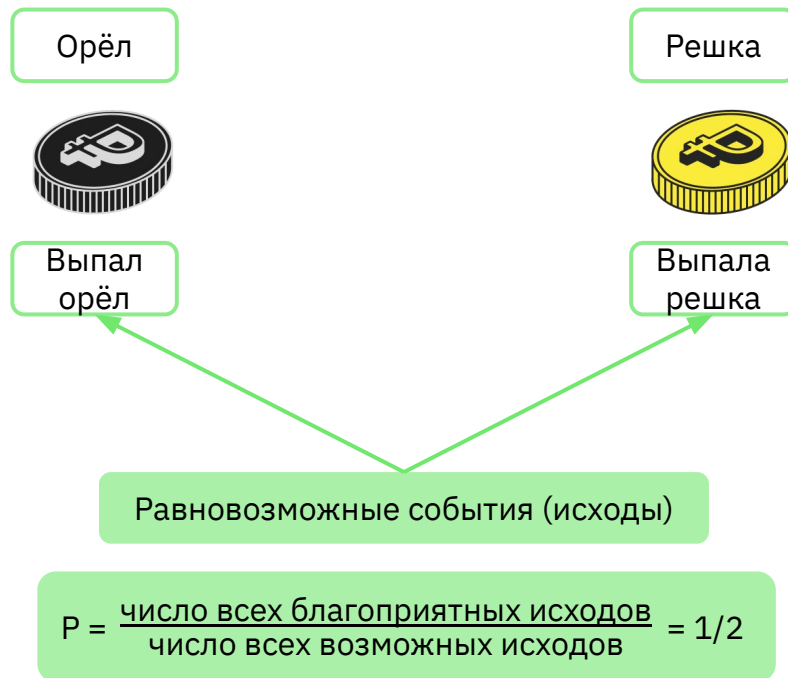 Орёл
Решка
Выпал
орёл
Выпала
решка
Равновозможные события (исходы)
P = число всех благоприятных исходов = 1/2
число всех возможных исходов